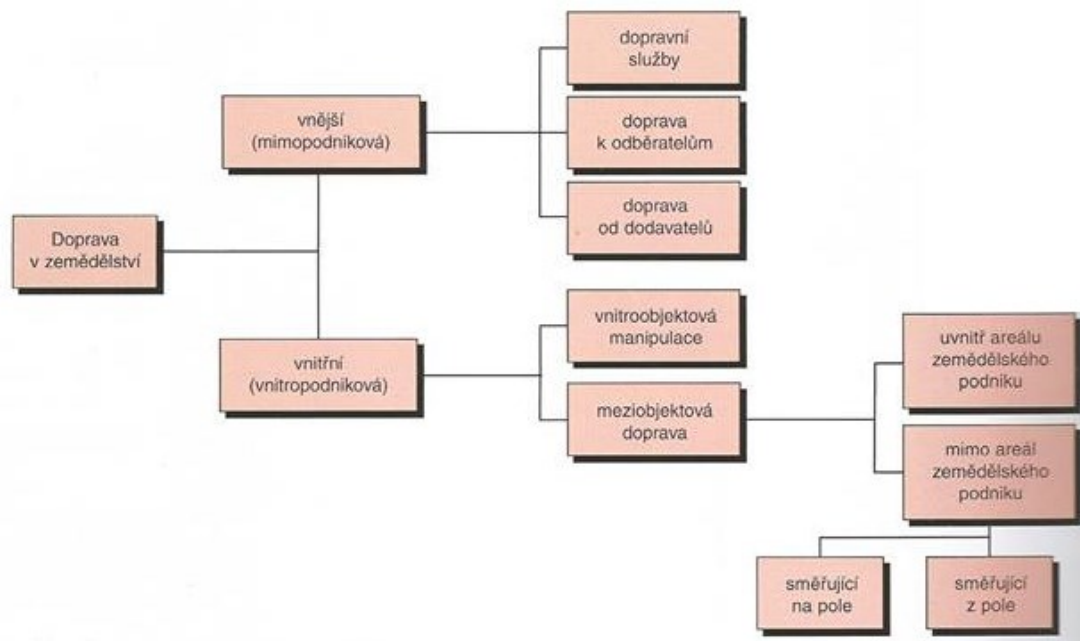 dopravní
služby
vnější
(mimopodniková)
doprava
k odběratelům
doprava
od dodavatelů
Doprava
v zemědělství
vnitroobjektová
manipulace
vnitřní
(vnitropodniková)
meziobjektová
doprava
uvnitř areálu
zemědělského
podniku
mimo areál
zemědělského
podniku
směřující
na pole
směřující
z pole